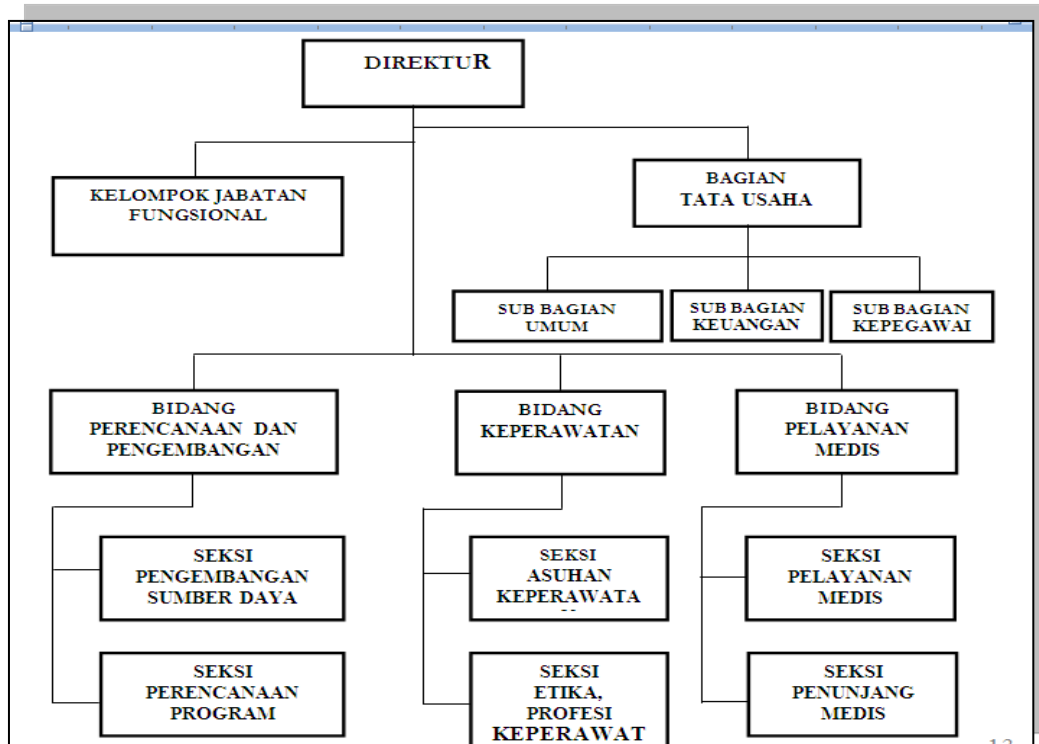 DIREKTUR
KELOMPOK JABATAN
FUNGSIONAL
BAGIAN
TATA USAHA
SUB BAGIAN
UMUM
SUB BAGIAN
KEUANGAN
SUB BAGIAN
KEPEGAWAI
BIDANG
PERENCANAAN DAN
PENGEMBANGAN
BIDANG
KEPERAWATAN
BIDANG
PELAYANAN
MEDIS
SEKSI
PENGEMBANGAN
SUMBER DAYA
SEKSI
ASUHAN
KEPERAWATA
SEKSI
PELAYANAN
MEDIS
SEKSI
PERENCANAAN
PROGRAM
SEKSI
ETIKA,
PROFESI
KEPERAWAT
SEKSI
PENUNJANG
MEDIS